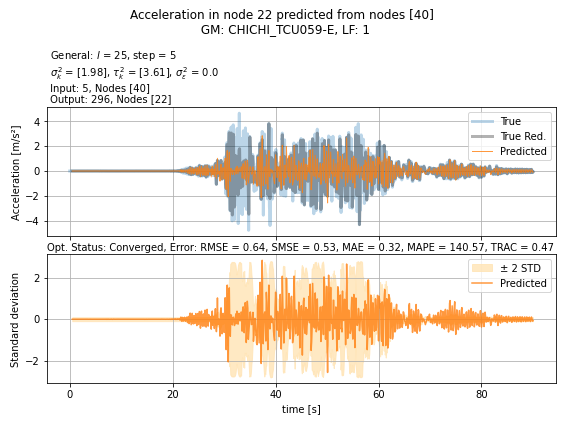 Acceleration in node 22 predicted from nodes [40]
GM: CHICHI_TCU059-E, LF: 1
General: l = 25, step = 5
σ²ₖ = [1.98], τ²ₖ = [3.61], σ²ε = 0.0
Input: 5, Nodes [40]
Output: 296, Nodes [22]
Acceleration [m/s²]
4
2
0
−2
−4
True
True Red.
Predicted
Opt. Status: Converged, Error: RMSE = 0.64, SMSE = 0.53, MAE = 0.32, MAPE = 140.57, TRAC = 0.47
Standard deviation
2
0
−2
± 2 STD
Predicted
0 20 40 60 80
time [s]